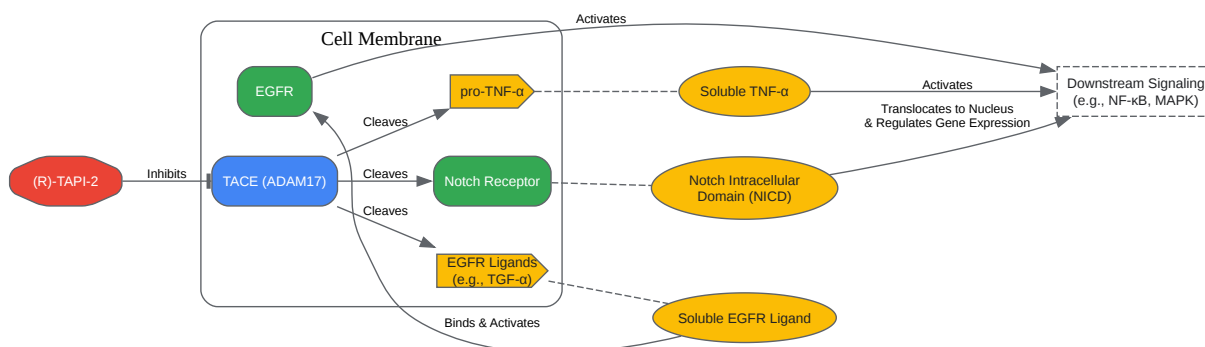 Activates
Cell Membrane
EGFR
pro-TNF-α
Soluble TNF-α
Activates
Downstream Signaling
(e.g., NF-κB, MAPK)
Cleaves
Translocates to Nucleus
& Regulates Gene Expression
(R)-TAPI-2
Inhibits
TACE (ADAM17)
Cleaves
Notch Receptor
Notch Intracellular
Domain (NICD)
Cleaves
EGFR Ligands
(e.g., TGF-α)
Binds & Activates
Soluble EGFR Ligand